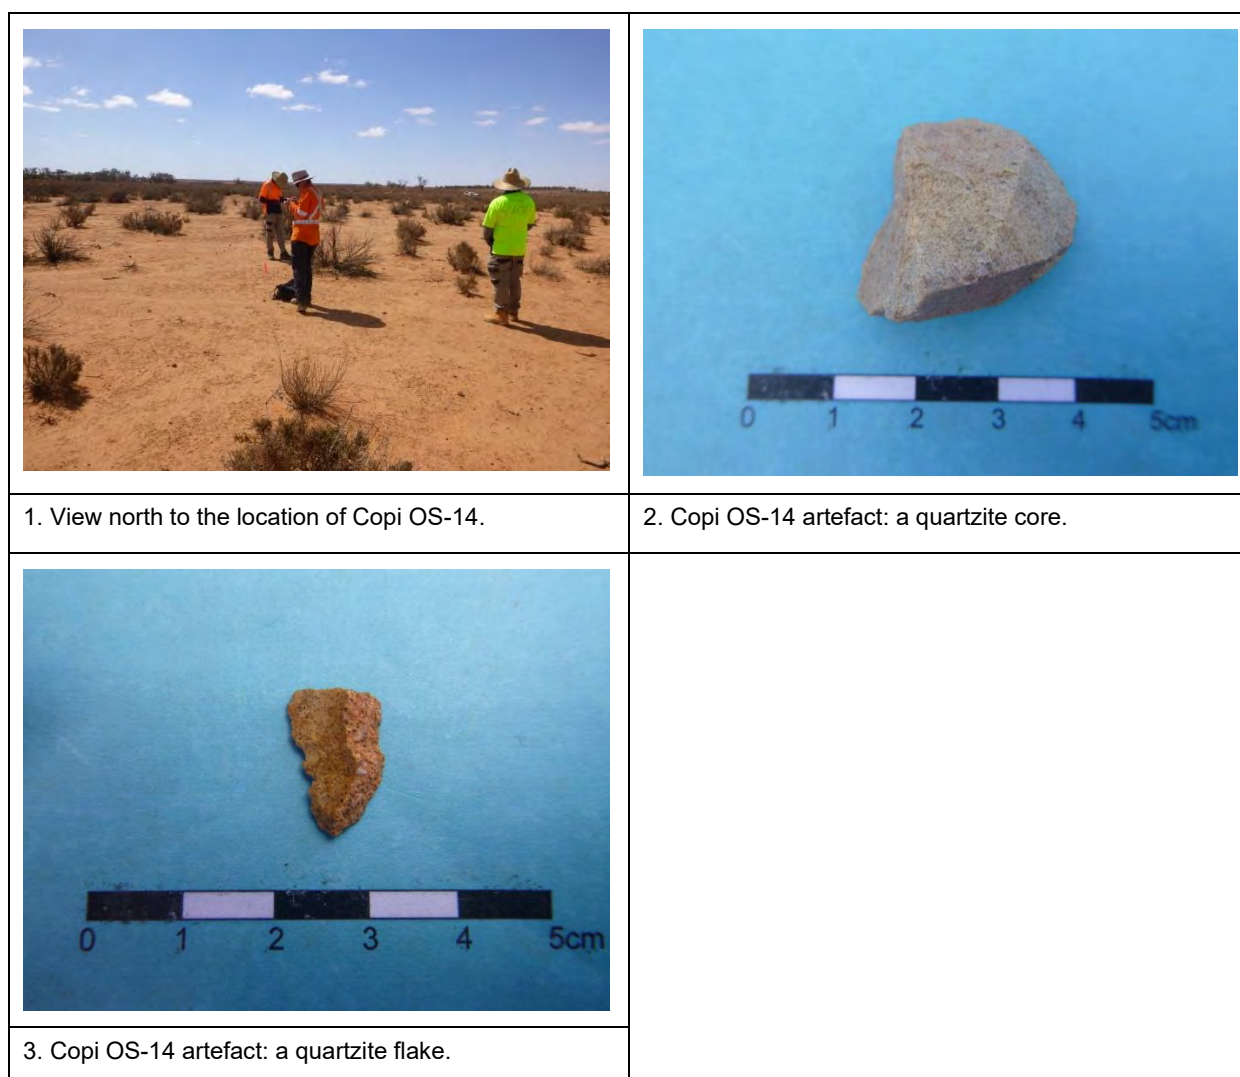 0 1 2 3 4 5cm
1. View north to the location of Copi OS-14.
2. Copi OS-14 artefact: a quartzite core.
0 1 2 3 4 5cm
3. Copi OS-14 artefact: a quartzite flake.